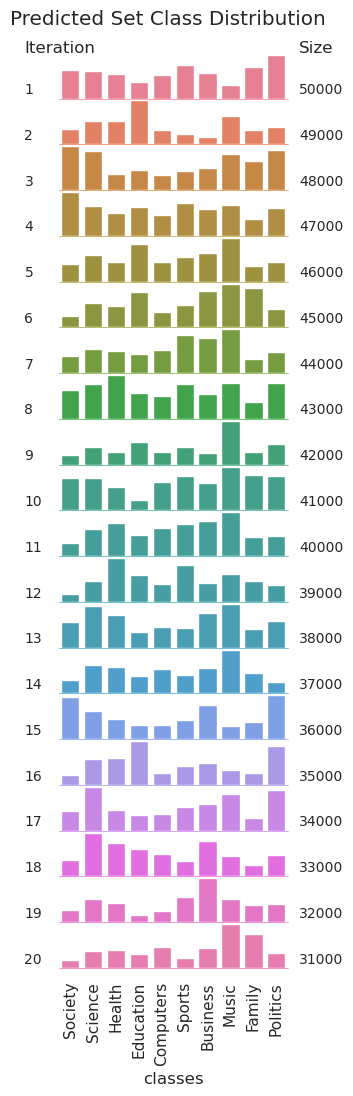 Predicted Set Class Distribution
Iteration Size
1 50000
2 49000
3 48000
4 47000
5 46000
6 45000
7 44000
8 43000
9 42000
10 41000
11 40000
12 39000
13 38000
14 37000
15 36000
16 35000
17 34000
18 33000
19 32000
20 31000
Society
Science
Health
Education
Computers
Sports
Business
Music
Family
Politics
classes